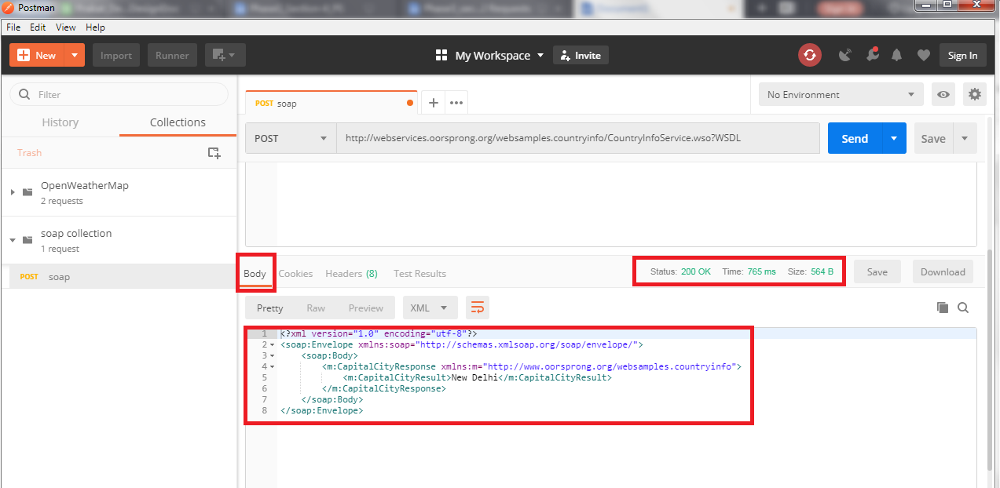 Postman
File Edit View Help
New Import Runner My Workspace Invite Sign In
Filter
History Collections
Trash
OpenWeatherMap
2 requests
soap collection
1 request
POST soap
POST soap
No Environment
POST http://webservices.oorsprong.org/websamples.countryinfo/CountryInfoService.wso?WSDL Send Save
Body Cookies Headers (8) Test Results Status: 200 OK Time: 765 ms Size: 564 B Save Download
Pretty Raw Preview XML
1 <?xml version="1.0" encoding="utf-8"?>
2 <soap:Envelope xmlns:soap="http://schemas.xmlsoap.org/soap/envelope/">
3 <soap:Body>
4 <m:CapitalCityResponse xmlns:m="http://www.oorsprong.org/websamples.countryinfo">
5 <m:CapitalCityResult>New Delhi</m:CapitalCityResult>
6 </m:CapitalCityResponse>
7 </soap:Body>
8 </soap:Envelope>